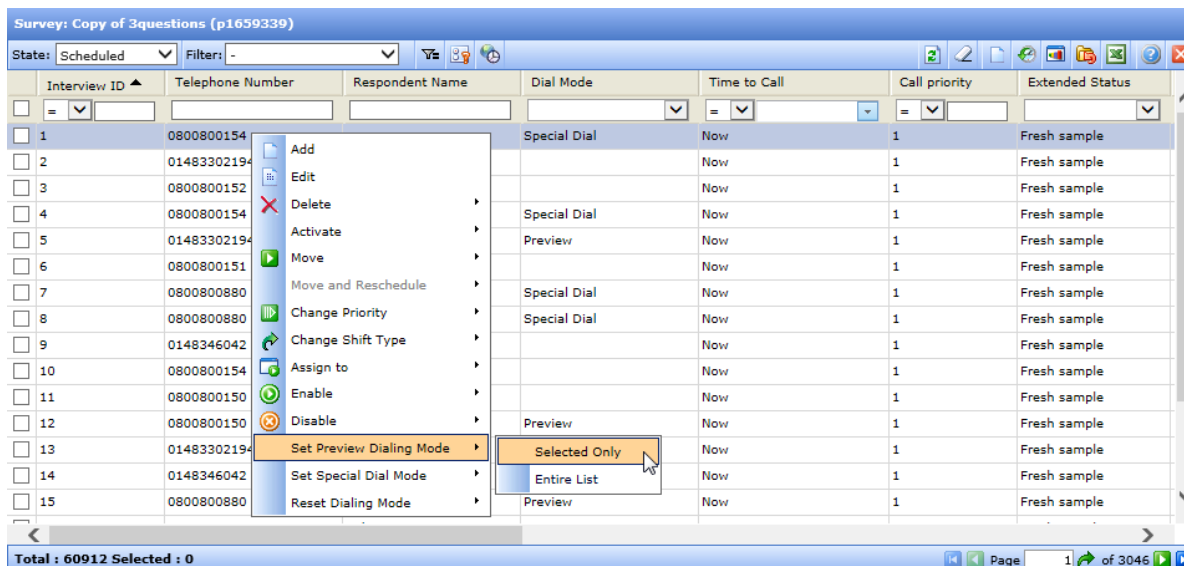 Survey: Copy of 3questions (p1659339)
State: Scheduled Filter: -
Interview ID Telephone Number Respondent Name Dial Mode Time to Call Call priority Extended Status
= = =
1 0800800154 Special Dial Now 1 Fresh sample
Add
2 01483302194 Now 1 Fresh sample
Edit
3 0800800152 Now 1 Fresh sample
Delete
4 0800800154 Special Dial Now 1 Fresh sample
Activate
5 01483302194 Preview Now 1 Fresh sample
Move
6 0800800151 Now 1 Fresh sample
Move and Reschedule
7 0800800880 Special Dial Now 1 Fresh sample
Change Priority
8 0800800880 Special Dial Now 1 Fresh sample
Change Shift Type
9 0148346042 Now 1 Fresh sample
Assign to
10 0800800154 Now 1 Fresh sample
Enable
11 0800800150 Now 1 Fresh sample
Disable
12 0800800150 Preview Now 1 Fresh sample
Set Preview Dialing Mode Selected Only
13 01483302194 Now 1 Fresh sample
Set Special Dial Mode Entire List
14 0148346042 Now 1 Fresh sample
Reset Dialing Mode
15 0800800880 Preview Now 1 Fresh sample
Total : 60912 Selected : 0 Page 1 of 3046